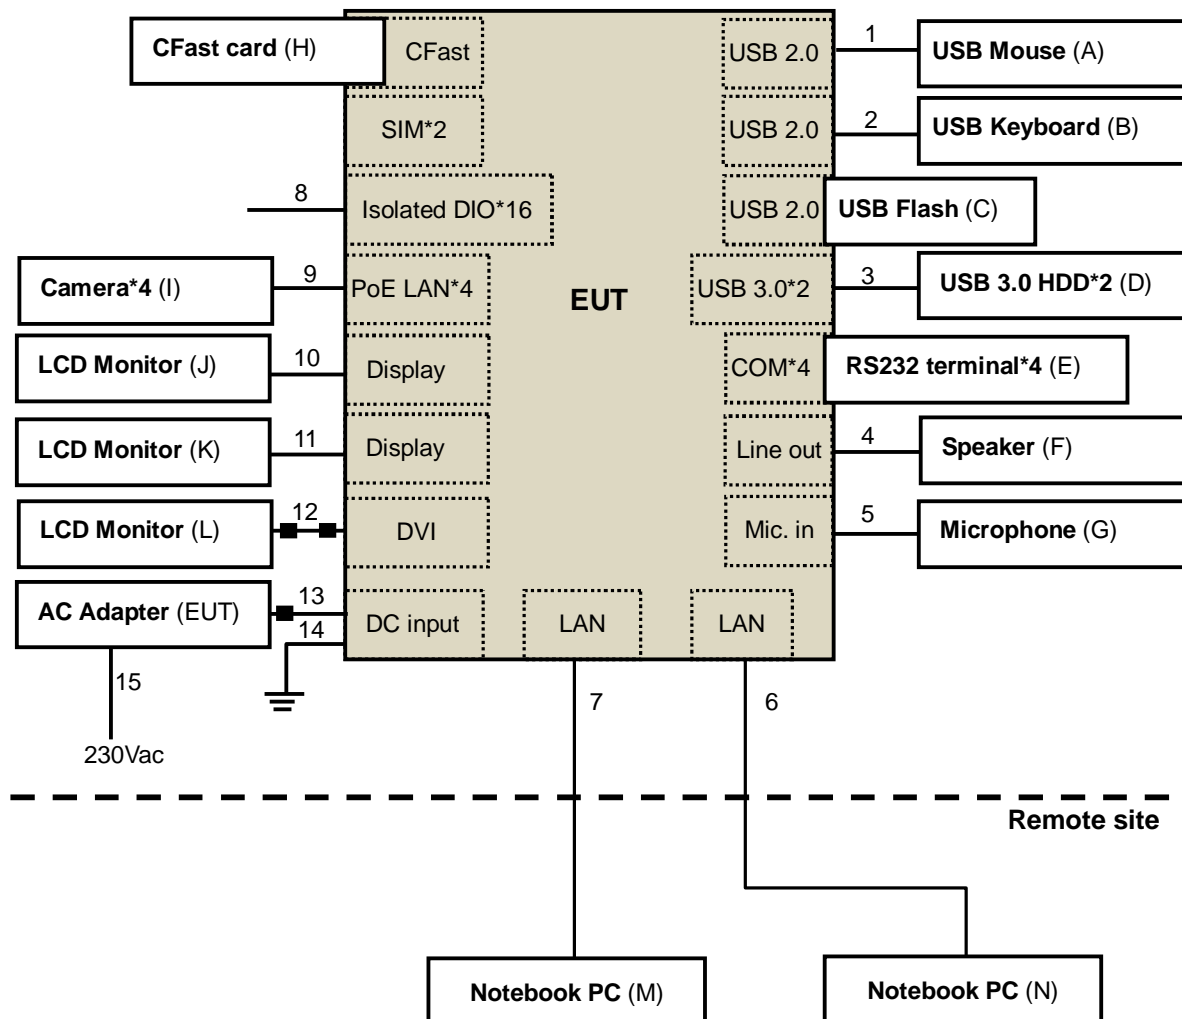 CFast card (H)
CFast
USB 2.0
1
USB Mouse (A)
SIM*2
USB 2.0
2
USB Keyboard (B)
8
Isolated DIO*16
USB 2.0
USB Flash (C)
Camera*4 (I)
9
PoE LAN*4
EUT
USB 3.0*2
3
USB 3.0 HDD*2 (D)
LCD Monitor (J)
10
Display
COM*4
RS232 terminal*4 (E)
LCD Monitor (K)
11
Display
Line out
4
Speaker (F)
LCD Monitor (L)
12
DVI
Mic. in
5
Microphone (G)
AC Adapter (EUT)
13
14
DC input
LAN
LAN
15
7
6
230Vac
Remote site
Notebook PC (M)
Notebook PC (N)